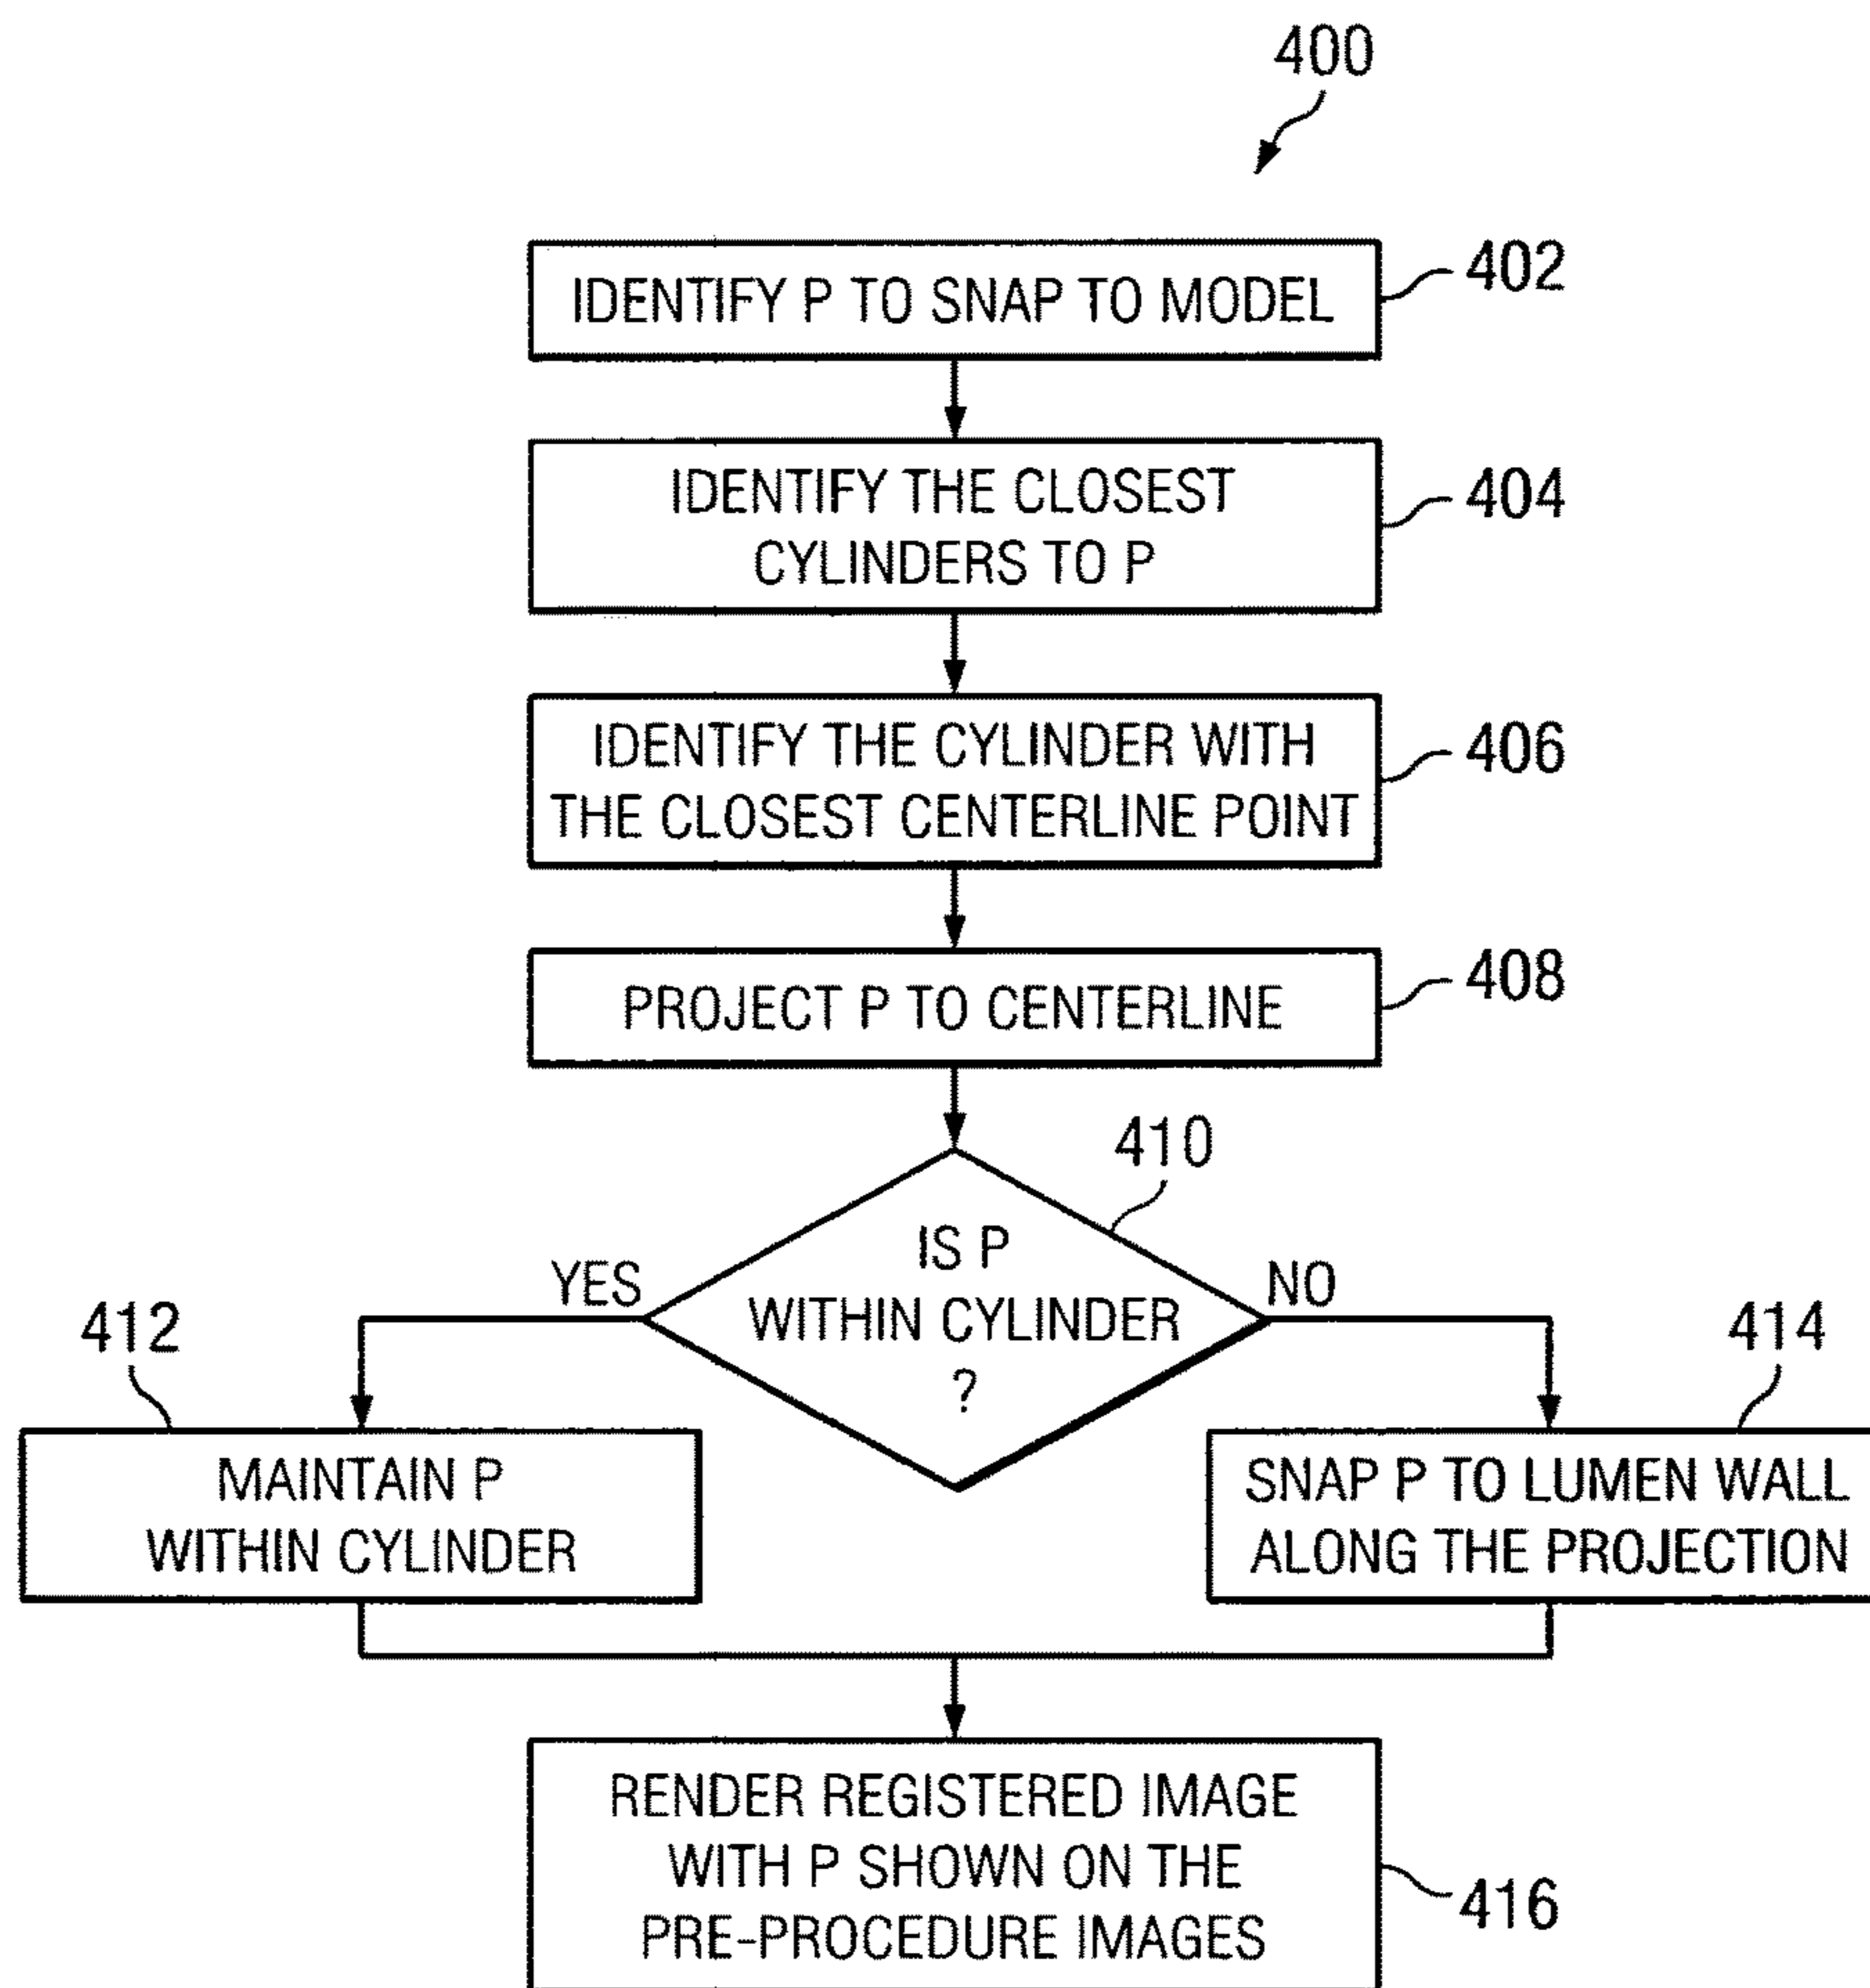 400
IDENTIFY P TO SNAP TO MODEL
402
IDENTIFY THE CLOSEST
CYLINDERS TO P
404
IDENTIFY THE CYLINDER WITH
THE CLOSEST CENTERLINE POINT
406
PROJECT P TO CENTERLINE
408
410
IS P
WITHIN CYLINDER
?
YES
NO
412
MAINTAIN P
WITHIN CYLINDER
414
SNAP P TO LUMEN WALL
ALONG THE PROJECTION
RENDER REGISTERED IMAGE
WITH P SHOWN ON THE
PRE-PROCEDURE IMAGES
416